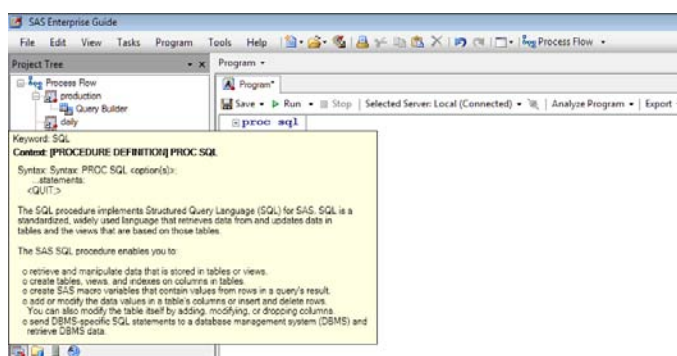 SAS Enterprise Guide
File Edit View Tasks Program Tools Help Process Flow
Project Tree
Program
Process Flow
production
Query Builder
daily
Program*
Save Run Stop Selected Server: Local (Connected) Analyze Program Export
proc sql
Keyword: SQL
Context: [PROCEDURE DEFINITION] PROC SQL
Syntax: Syntax: PROC SQL <option(s)>;
...statements;
<QUIT;>
The SQL procedure implements Structured Query Language (SQL) for SAS. SQL is a
standardized, widely used language that retrieves data from and updates data in
tables and the views that are based on those tables.
The SAS SQL procedure enables you to:
o retrieve and manipulate data that is stored in tables or views.
o create tables, views, and indexes on columns in tables.
o create SAS macro variables that contain values from rows in a query's result.
o add or modify the data values in a table's columns or insert and delete rows.
You can also modify the table itself by adding, modifying, or dropping columns.
o send DBMS-specific SQL statements to a database management system (DBMS) and
retrieve DBMS data.